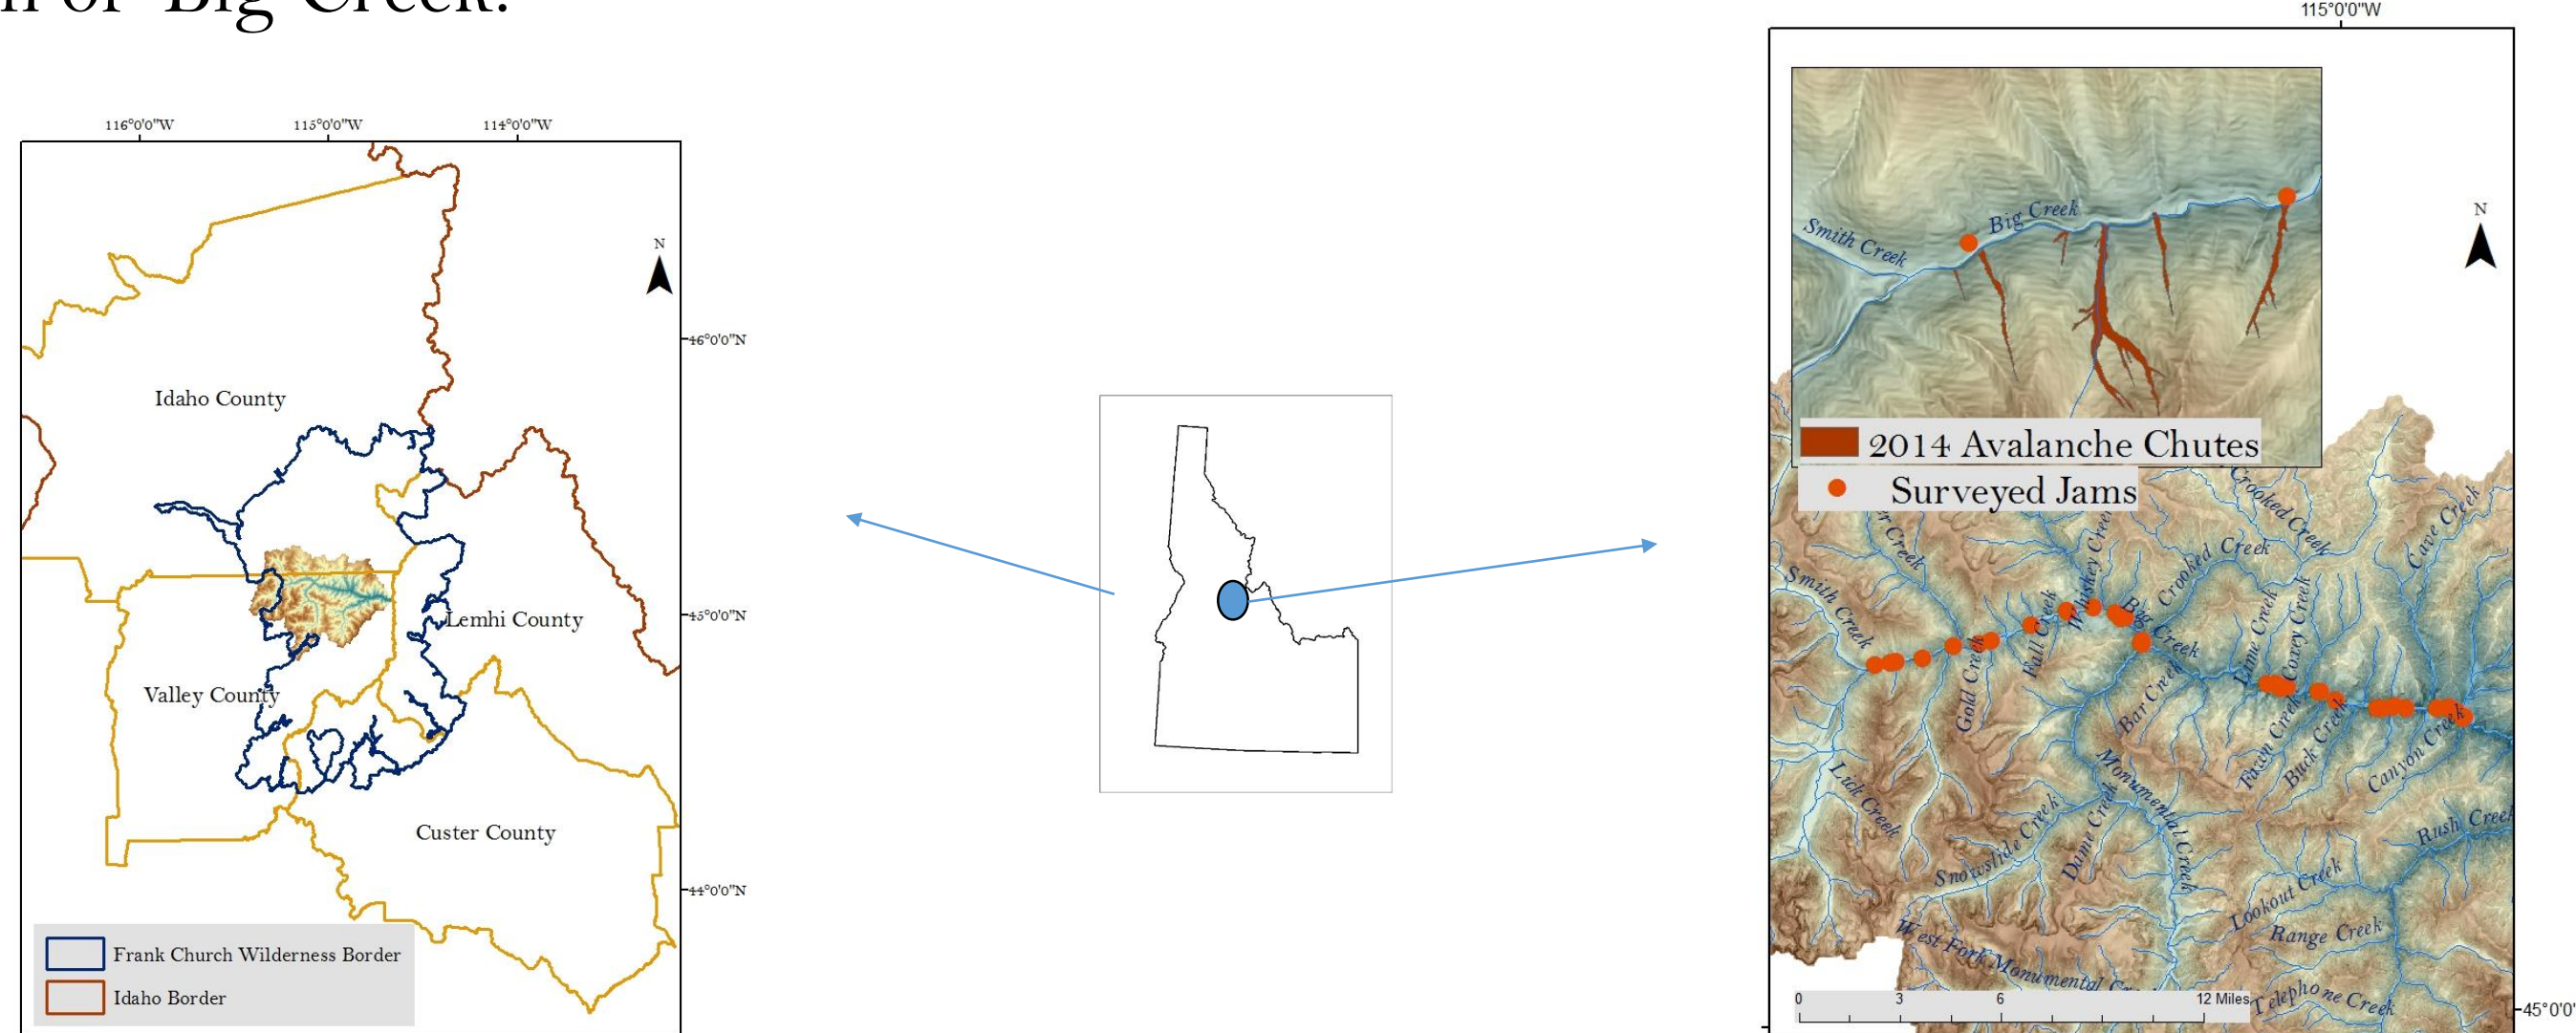 Big Creek.
116°0'0"W 115°0'0"W 114°0'0"W
N
46°0'0"N
Idaho County
45°0'0"N
Lemhi County
Valley County
Custer County
44°0'0"N
Frank Church Wilderness Border
Idaho Border
115°0'0"W
N
Smith Creek
Big Creek
2014 Avalanche Chutes
Surveyed Jams
Crooked Creek
Cave Creek
Creek
Smith Creek
Whiskey Creek
Crooked Creek
Fall Creek
Big Creek
Lime Creek
Coxey Creek
Gold Creek
Bar Creek
Fawn Creek
Buck Creek
Canyon Creek
Lick Creek
Monumental Creek
Snowslide Creek
Dame Creek
Rush Creek
Lookout Creek
Range Creek
West Fork Monumental
Telephone Creek
0 3 6 12 Miles
45°0'0"